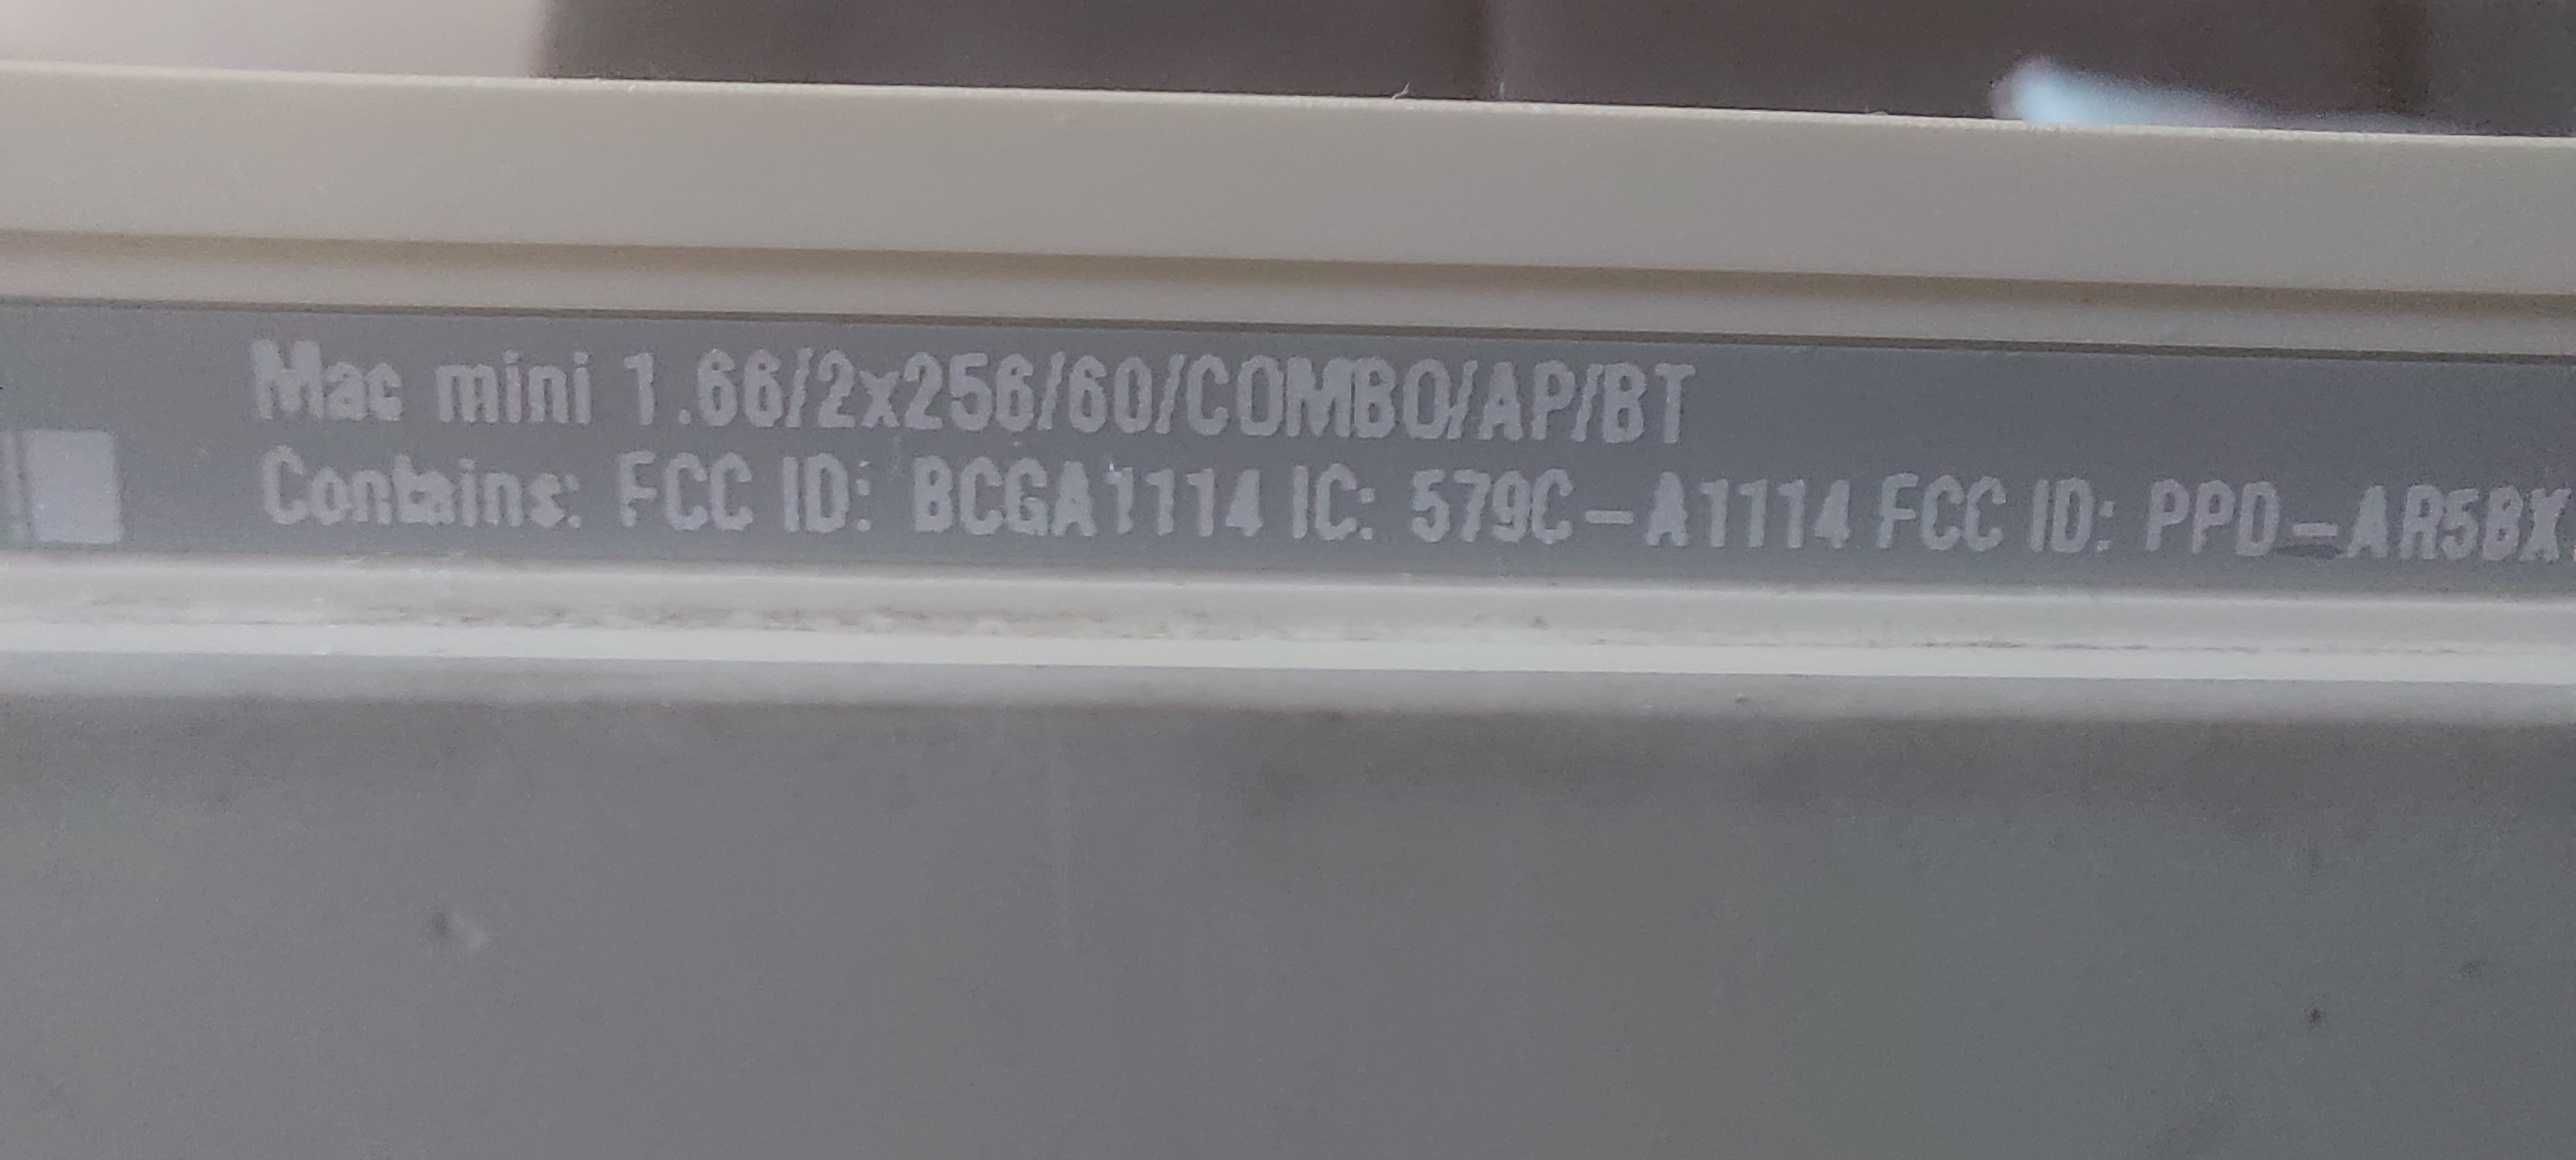 Mac mini 1.66/2x256/60/COMBO/AP/BT
Contains: FCC ID: BCGA1114 IC: 579C-A1114 FCC ID: PPD-AR5BX